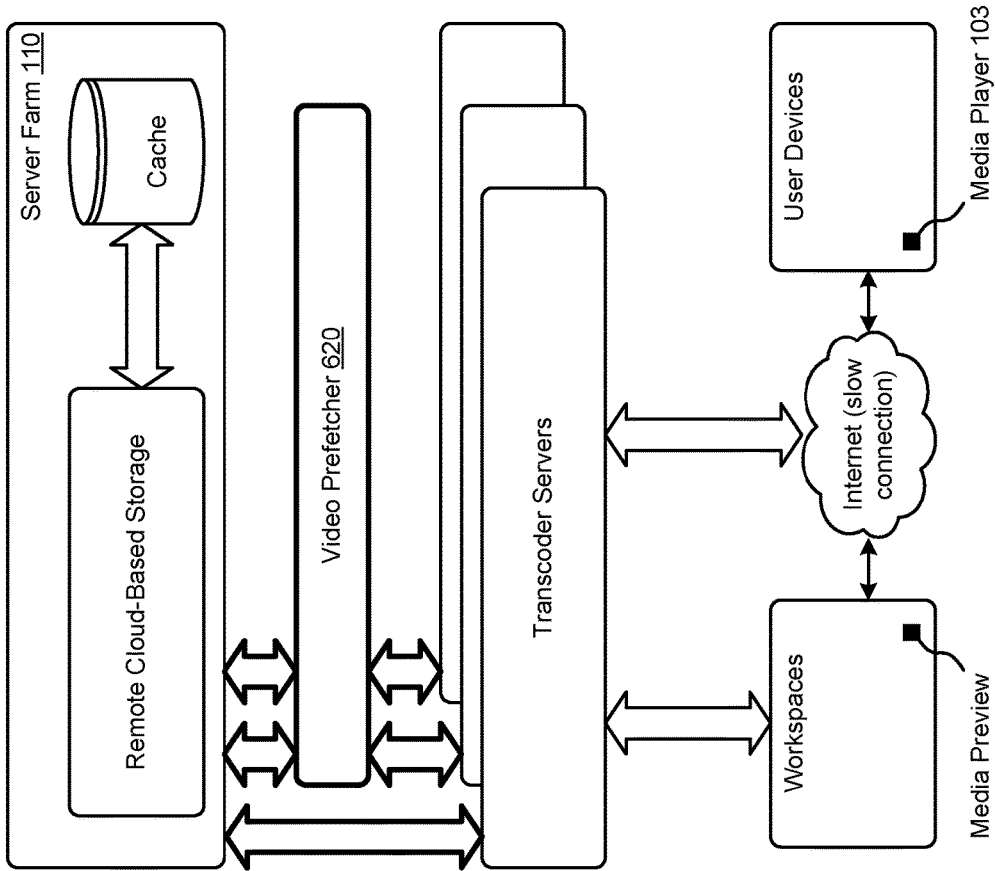 Server Farm 110
Remote Cloud-Based Storage
Cache
Video Prefetcher 620
Transcoder Servers
Workspaces
Internet (slow
connection)
User Devices
Media Preview
Media Player 103